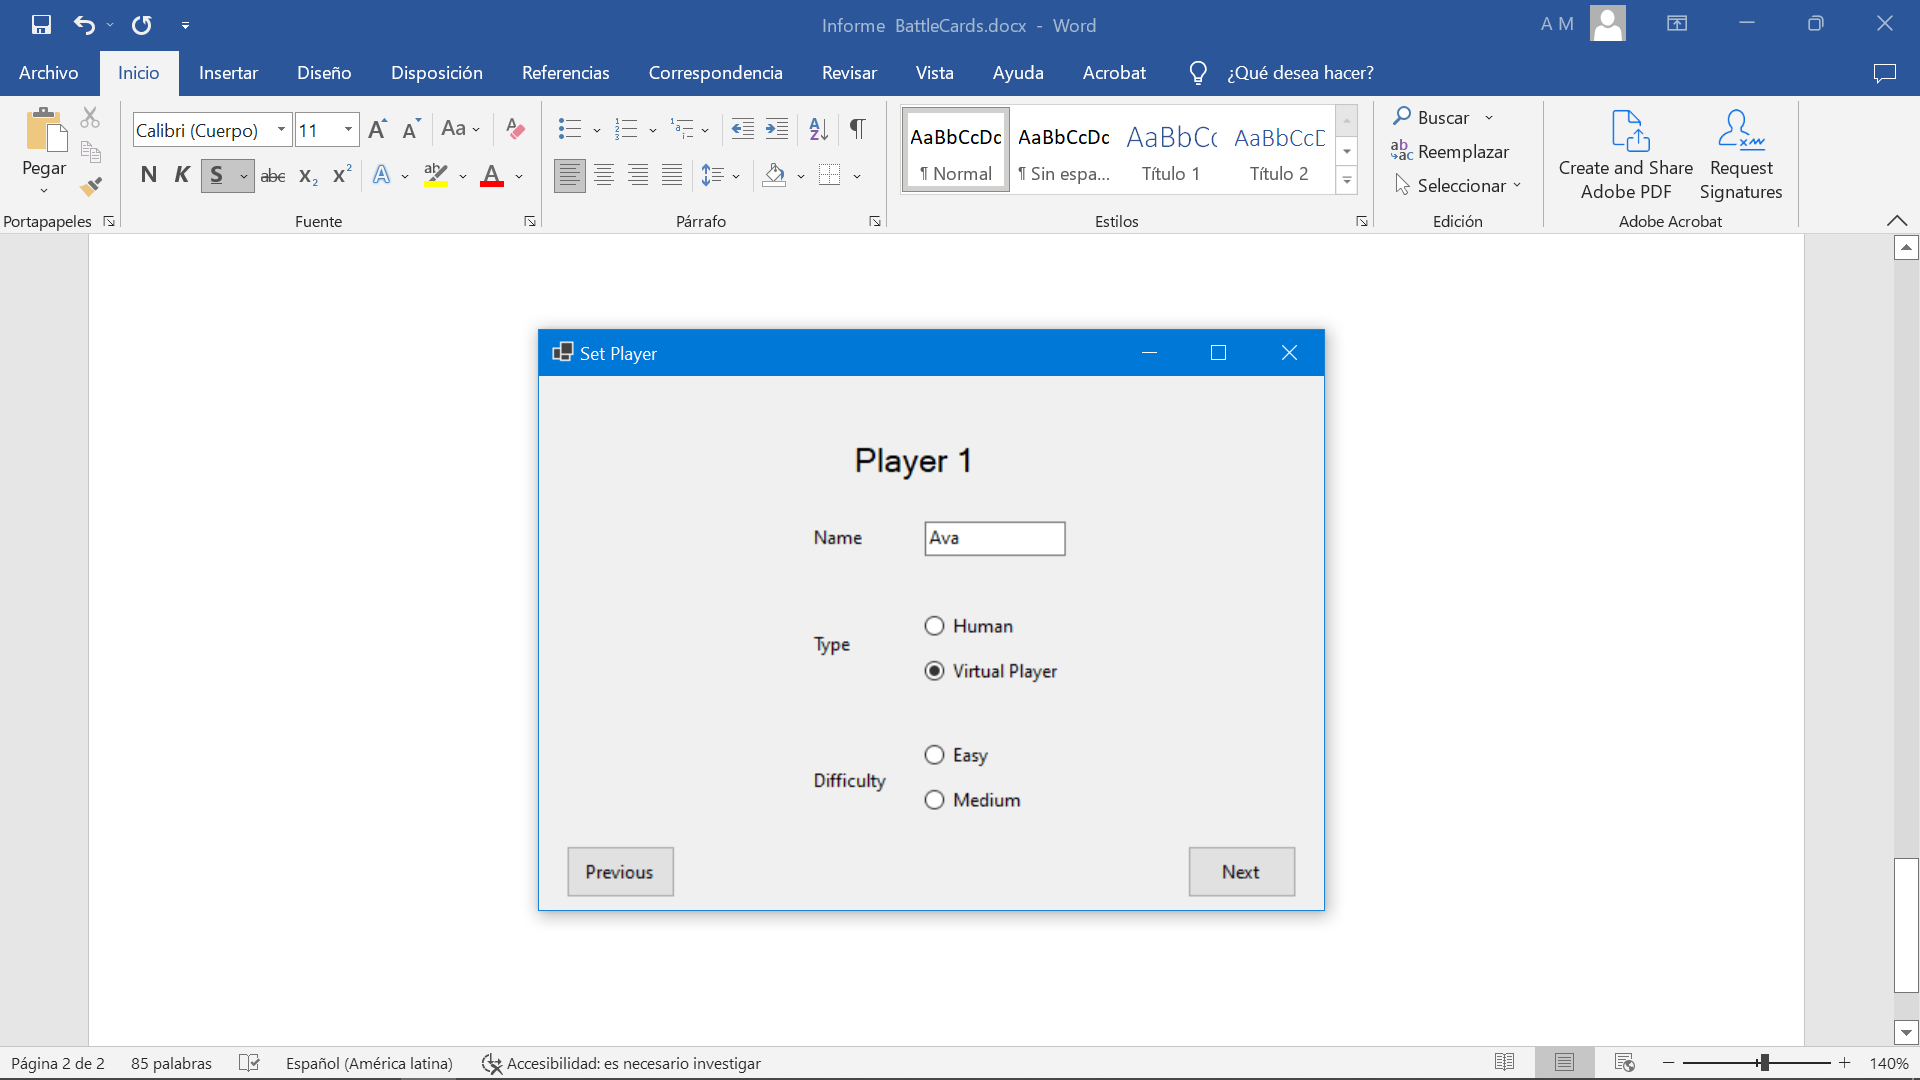 Informe BattleCards.docx - Word
A M
Archivo Inicio Insertar Diseño Disposición Referencias Correspondencia Revisar Vista Ayuda Acrobat ¿Qué desea hacer?
Pegar
Portapapeles
Calibri (Cuerpo) 11 Aa
N K S abc x₂ x² A ab A
Fuente
Párrafo
AaBbCcDc AaBbCcDc AaBbCc AaBbCcD
¶ Normal ¶ Sin espa... Título 1 Título 2
Estilos
Buscar
Reemplazar
Seleccionar
Edición
Create and Share Adobe PDF
Request Signatures
Adobe Acrobat
Set Player
Player 1
Name Ava
Type
Human
Virtual Player
Difficulty
Easy
Medium
Previous Next
Página 2 de 2 85 palabras Español (América latina) Accesibilidad: es necesario investigar 140%